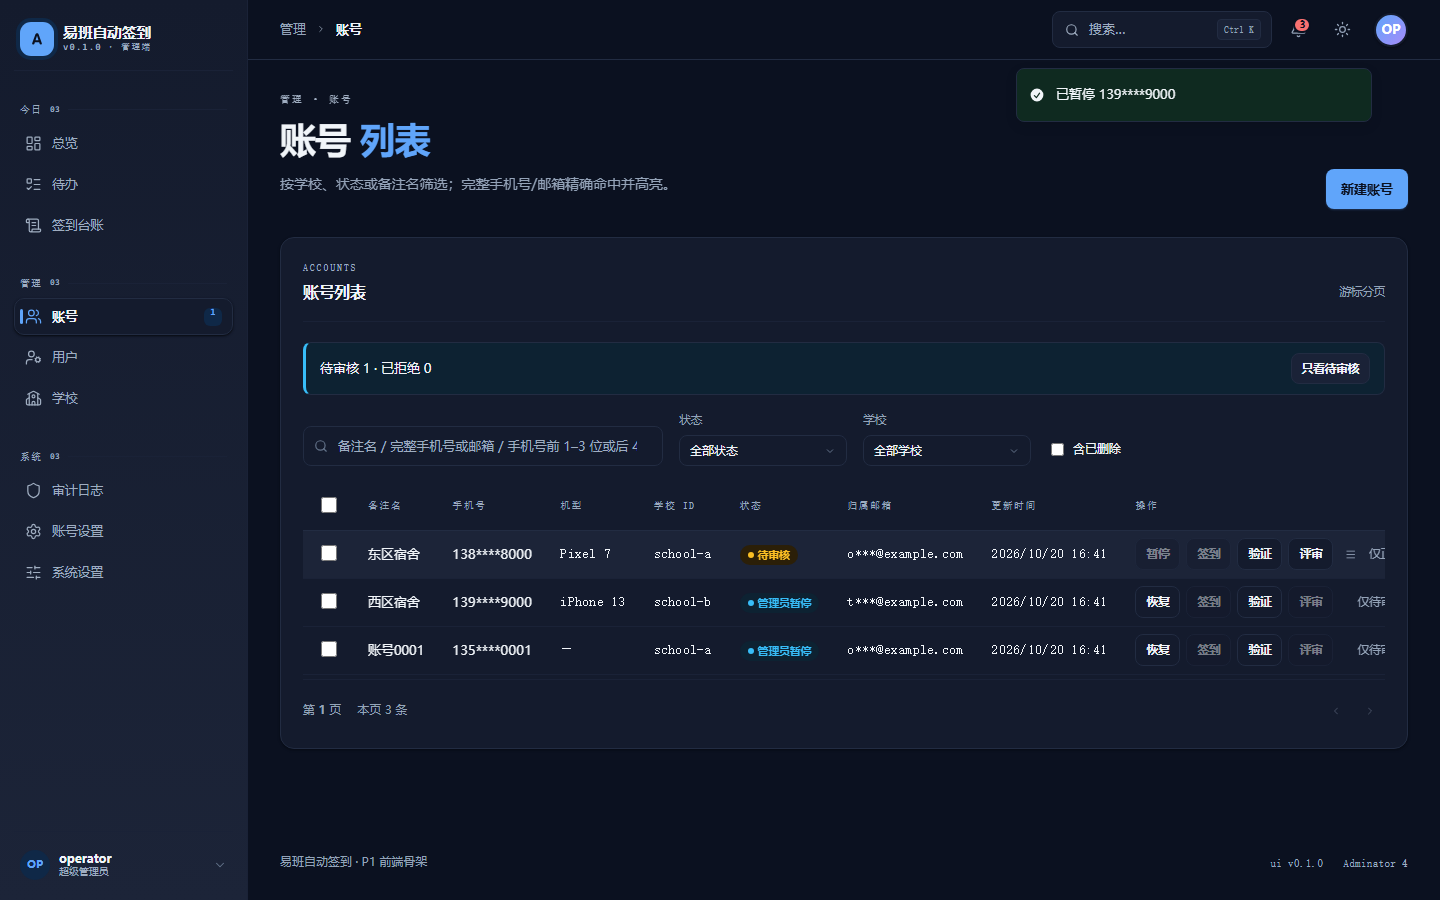 A 易班自动签到
v0.1.0 · 管理端
今日 03
总览
待办
签到台账
管理 03
账号 1
用户
学校
系统 03
审计日志
账号设置
系统设置
OP operator
超级管理员
管理 › 账号
搜索... Ctrl K
3
OP
已暂停 139****9000
管理 · 账号
账号 列表
按学校、状态或备注名筛选；完整手机号/邮箱精确命中并高亮。
新建账号
ACCOUNTS
账号列表
游标分页
待审核 1 · 已拒绝 0
只看待审核
备注名 / 完整手机号或邮箱 / 手机号前 1–3 位或后 4
状态
全部状态
学校
全部学校
含已删除
备注名 手机号 机型 学校 ID 状态 归属邮箱 更新时间 操作
东区宿舍 138****8000 Pixel 7 school-a 待审核 o***@example.com 2026/10/20 16:41 暂停 签到 验证 评审 仅
西区宿舍 139****9000 iPhone 13 school-b 管理员暂停 t***@example.com 2026/10/20 16:41 恢复 签到 验证 评审 仅待
账号0001 135****0001 — school-a 管理员暂停 o***@example.com 2026/10/20 16:41 恢复 签到 验证 评审 仅待
第 1 页 本页 3 条
‹ ›
易班自动签到 · P1 前端骨架
ui v0.1.0 Adminator 4